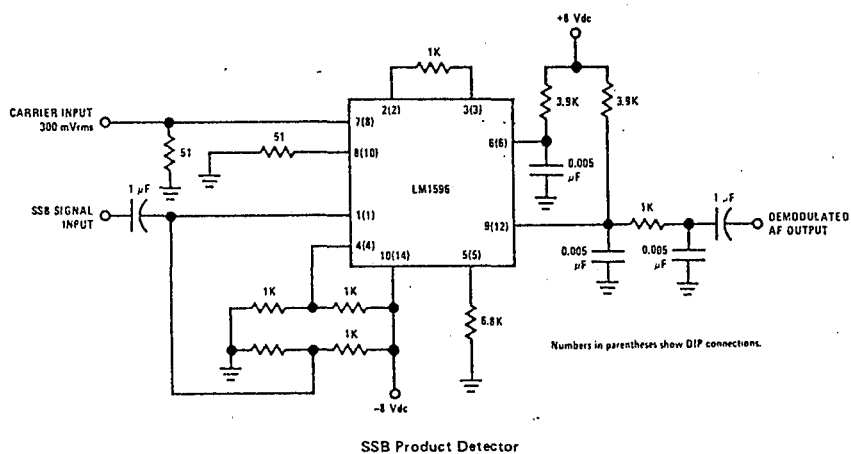 +8 Vdc
1K
3.9K
3.9K
CARRIER INPUT
300 mVrms
2(2)
3(3)
7(8)
51
51
8(10)
6(6)
0.005
µF
LM1596
1 µF
SSB SIGNAL
INPUT
1(1)
9(12)
1K
1 µF
DEMODULATED
AF OUTPUT
4(4)
10(14)
5(5)
0.005
µF
0.005
µF
1K
1K
6.8K
1K
Numbers in parentheses show DIP connections.
-8 Vdc
SSB Product Detector